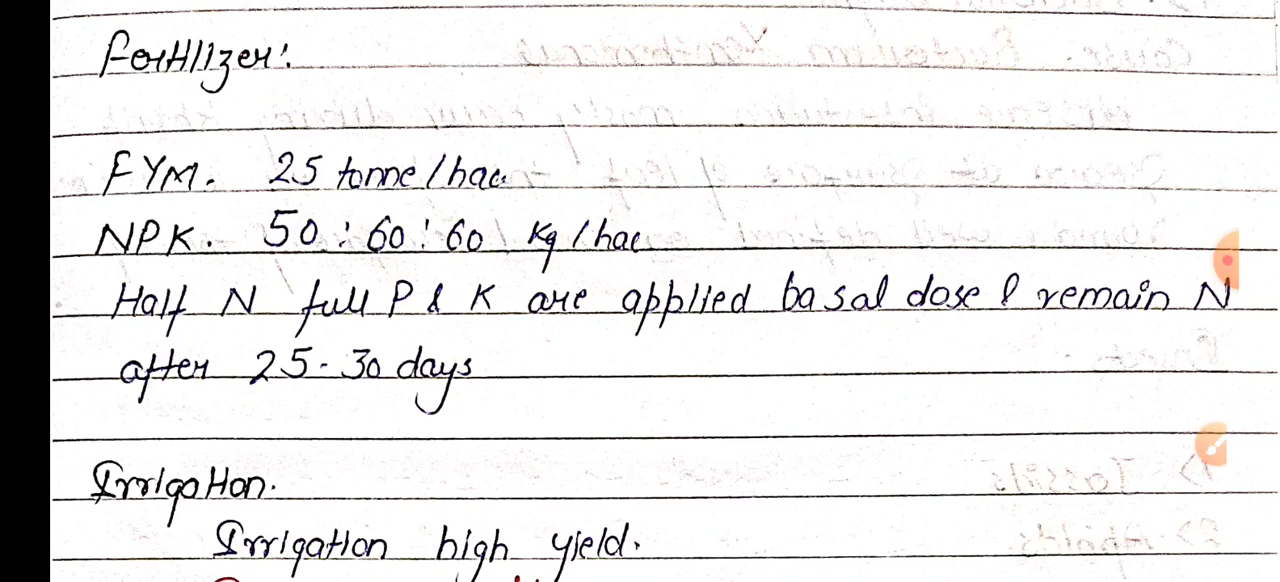 Fertilizer:
FYM. 25 tonne/hac
NPK. 50:60:60 kg/hac
Half N full P & K are applied basal dose & remain N
after 25-30 days
Irrigation.
Irrigation high yield.